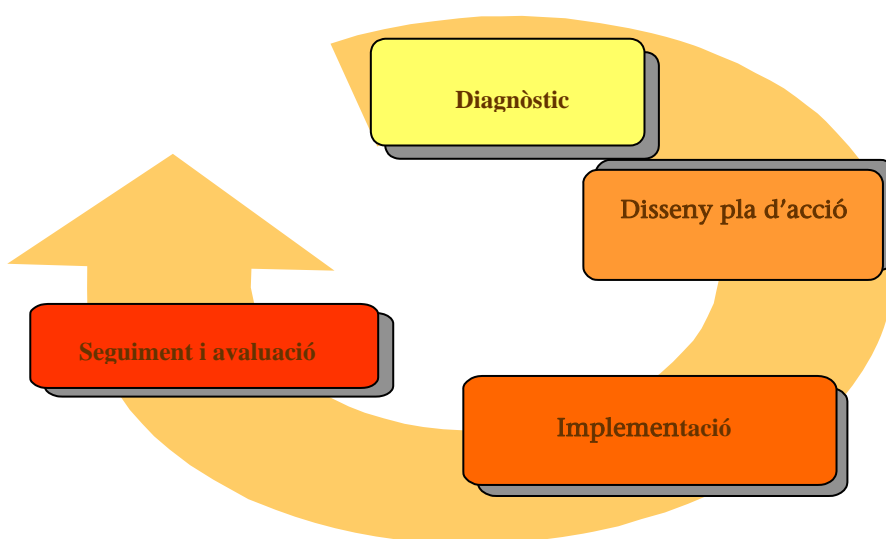 Diagnòstic
Disseny pla d'acció
Implementació
Seguiment i avaluació